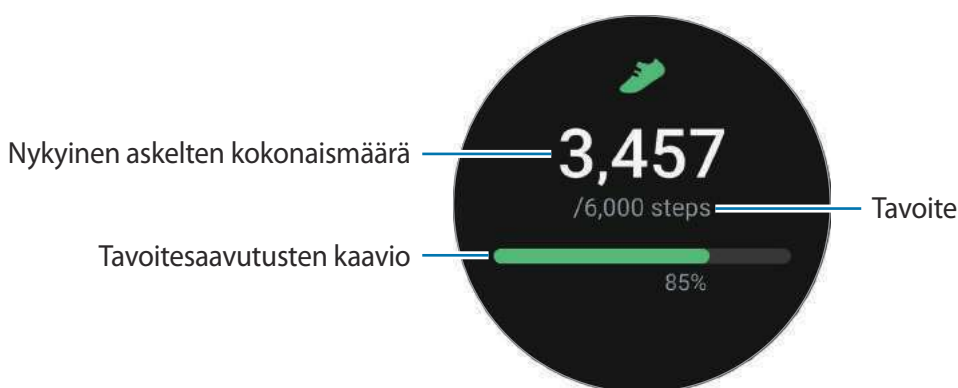 3,457
Nykyinen askelten kokonaismäärä
/6,000 steps
Tavoite
Tavoitesaavutusten kaavio
85%